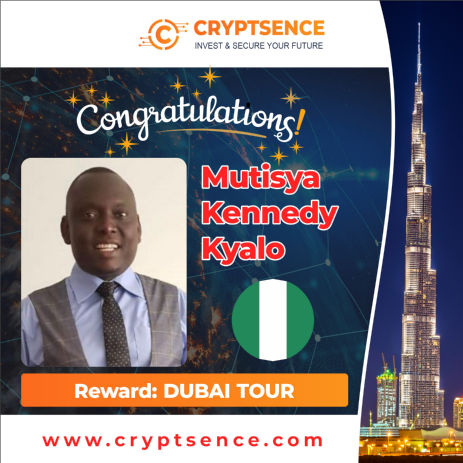 CRYPTSENCE
INVEST & SECURE YOUR FUTURE
Congratulations!
Mutisya
Kennedy
Kyalo
Reward: DUBAI TOUR
www.cryptsence.com